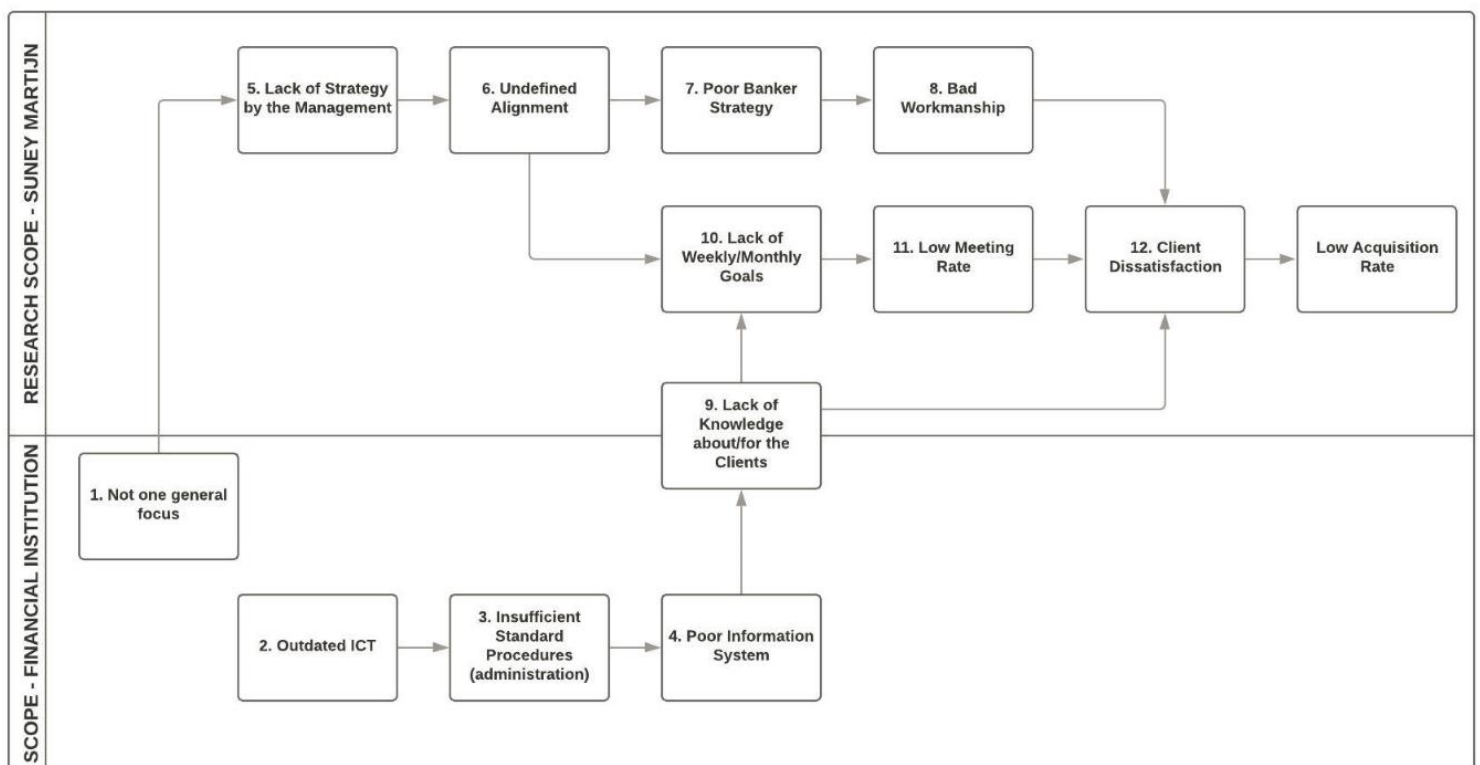 RESEARCH SCOPE - SUNEY MARTIJN
5. Lack of Strategy
by the Management
6. Undefined
Alignment
7. Poor Banker
Strategy
8. Bad
Workmanship
10. Lack of
Weekly/Monthly
Goals
11. Low Meeting
Rate
12. Client
Dissatisfaction
Low Acquisition
Rate
9. Lack of
Knowledge
about/for the
Clients
SCOPE - FINANCIAL INSTITUTION
1. Not one general
focus
2. Outdated ICT
3. Insufficient
Standard
Procedures
(administration)
4. Poor Information
System